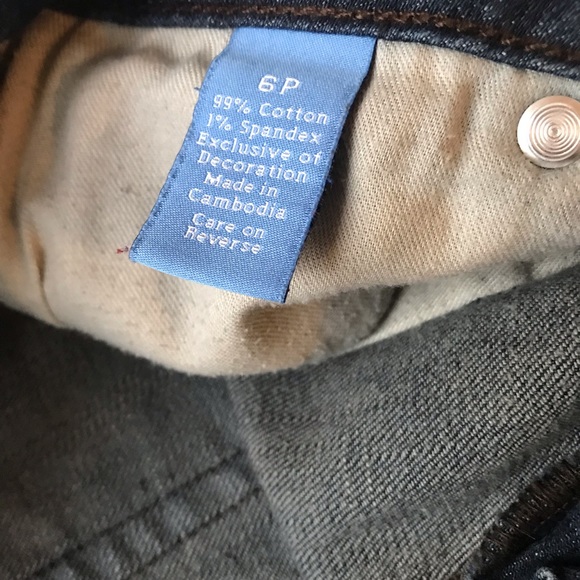 6P
99% Cotton
1% Spandex
Exclusive of
Decoration
Made in
Cambodia
Care on
Reverse